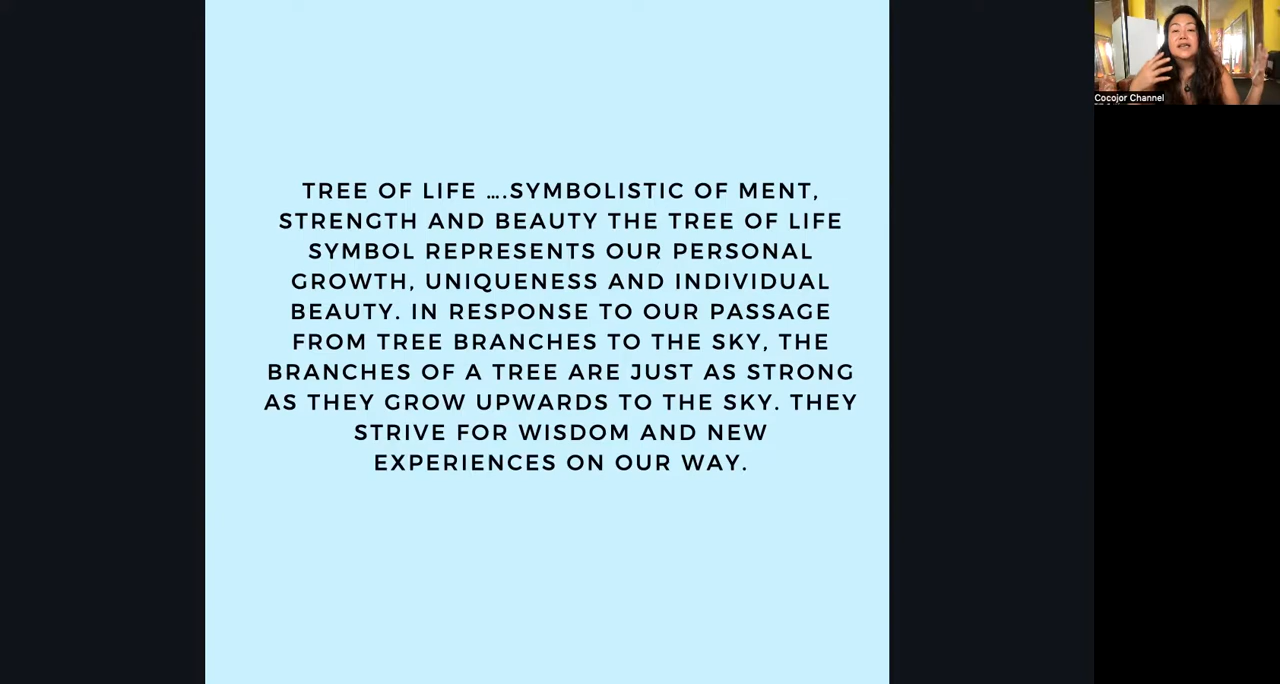 TREE OF LIFE ....SYMBOLISTIC OF MENT,
STRENGTH AND BEAUTY THE TREE OF LIFE
SYMBOL REPRESENTS OUR PERSONAL
GROWTH, UNIQUENESS AND INDIVIDUAL
BEAUTY. IN RESPONSE TO OUR PASSAGE
FROM TREE BRANCHES TO THE SKY, THE
BRANCHES OF A TREE ARE JUST AS STRONG
AS THEY GROW UPWARDS TO THE SKY. THEY
STRIVE FOR WISDOM AND NEW
EXPERIENCES ON OUR WAY.
Cocojor Channel